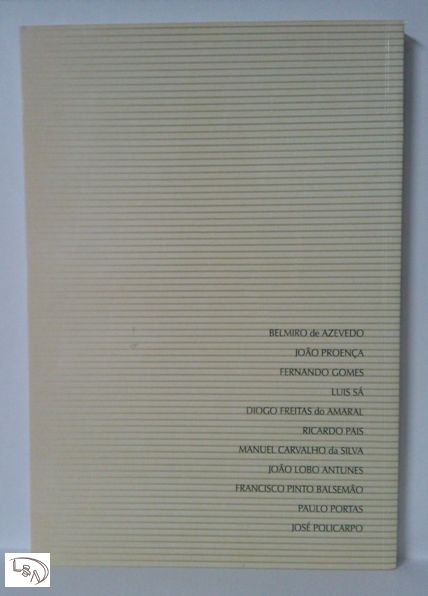 BELMIRO de AZEVEDO
JOÃO PROENÇA
FERNANDO GOMES
LUIS SÁ
DIOGO FREITAS do AMARAL
RICARDO PAIS
MANUEL CARVALHO da SILVA
JOÃO LOBO ANTUNES
FRANCISCO PINTO BALSEMÃO
PAULO PORTAS
JOSÉ POLICARPO